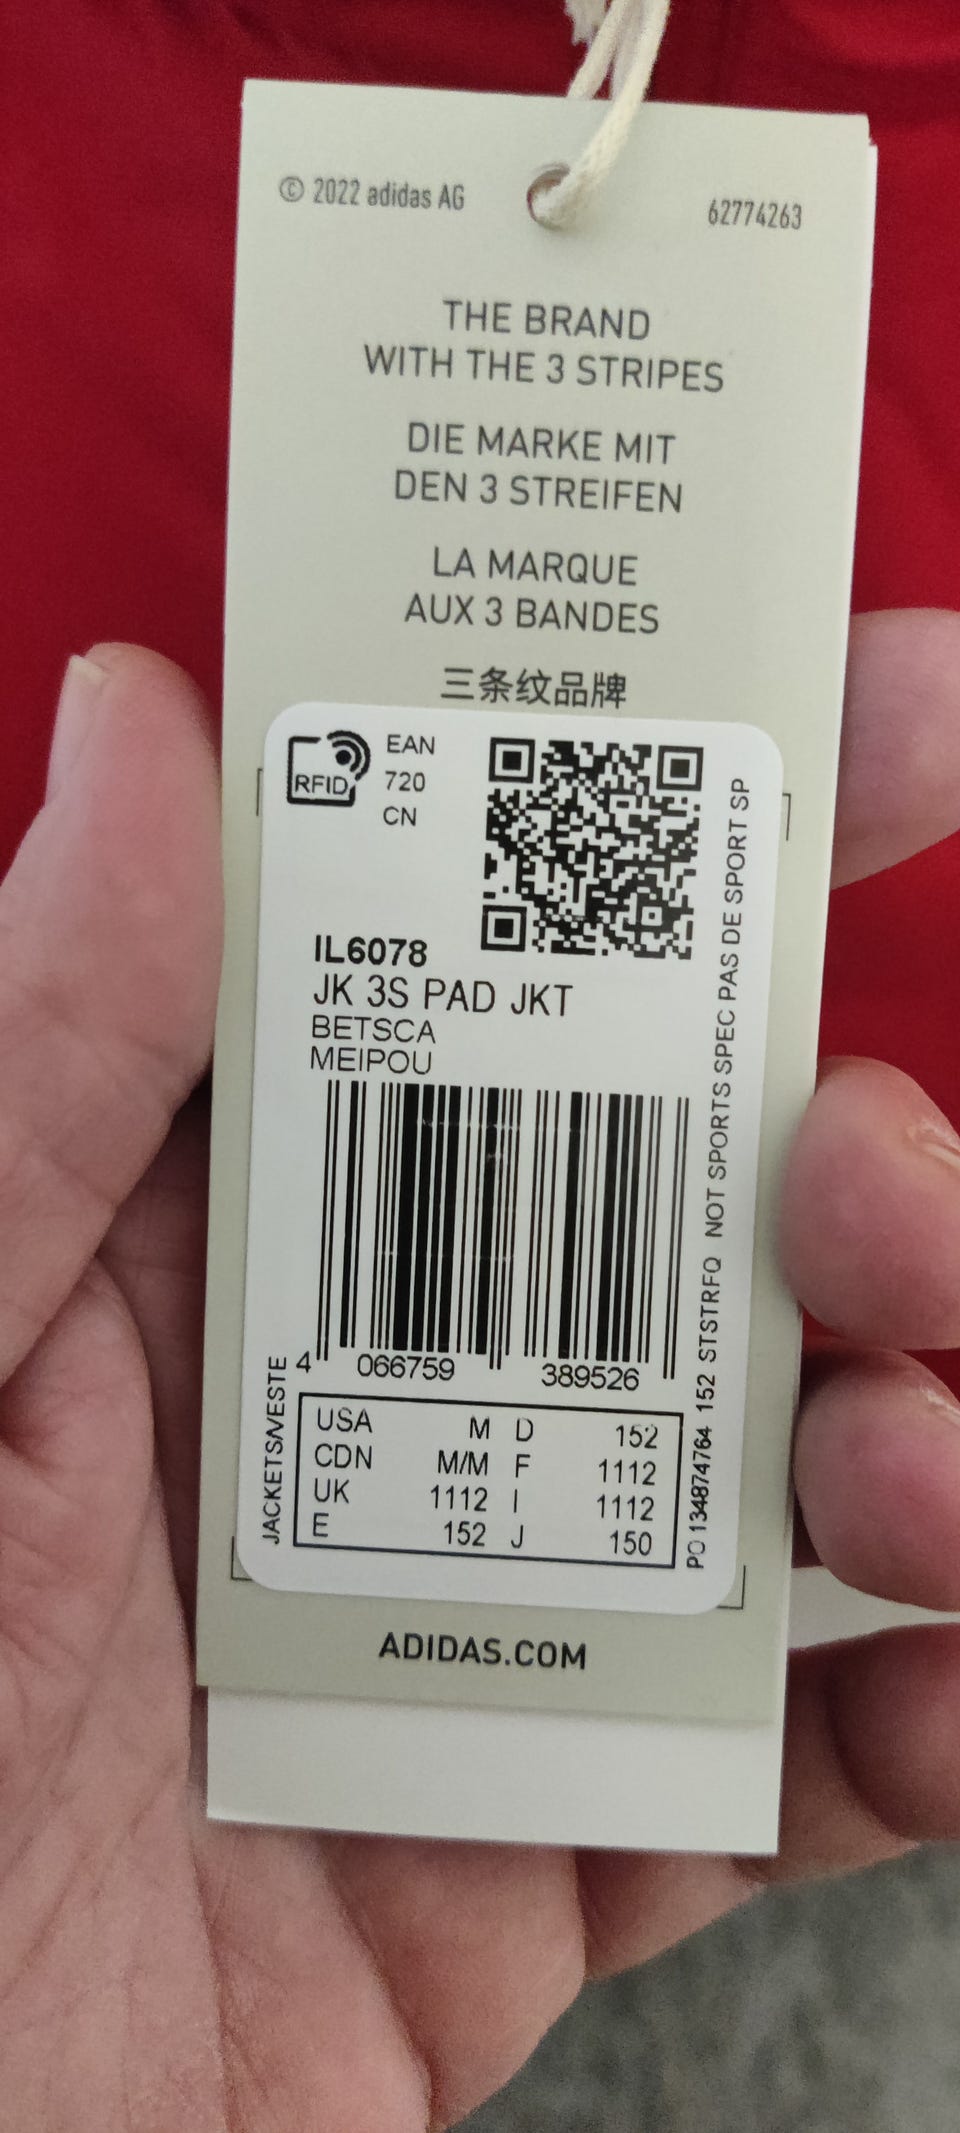 © 2022 adidas AG
62774263
THE BRAND
WITH THE 3 STRIPES
DIE MARKE MIT
DEN 3 STREIFEN
LA MARQUE
AUX 3 BANDES
三条纹品牌
RFID
EAN
720
CN
IL6078
JK 3S PAD JKT
BETSCA
MEIPOU
4 066759 389526
JACKETS/VESTE
PO 134874764 152 STSTRFQ NOT SPORTS SPEC PAS DE SPORT SP
USA M D 152
CDN M/M F 1112
UK 1112 I 1112
E 152 J 150
ADIDAS.COM